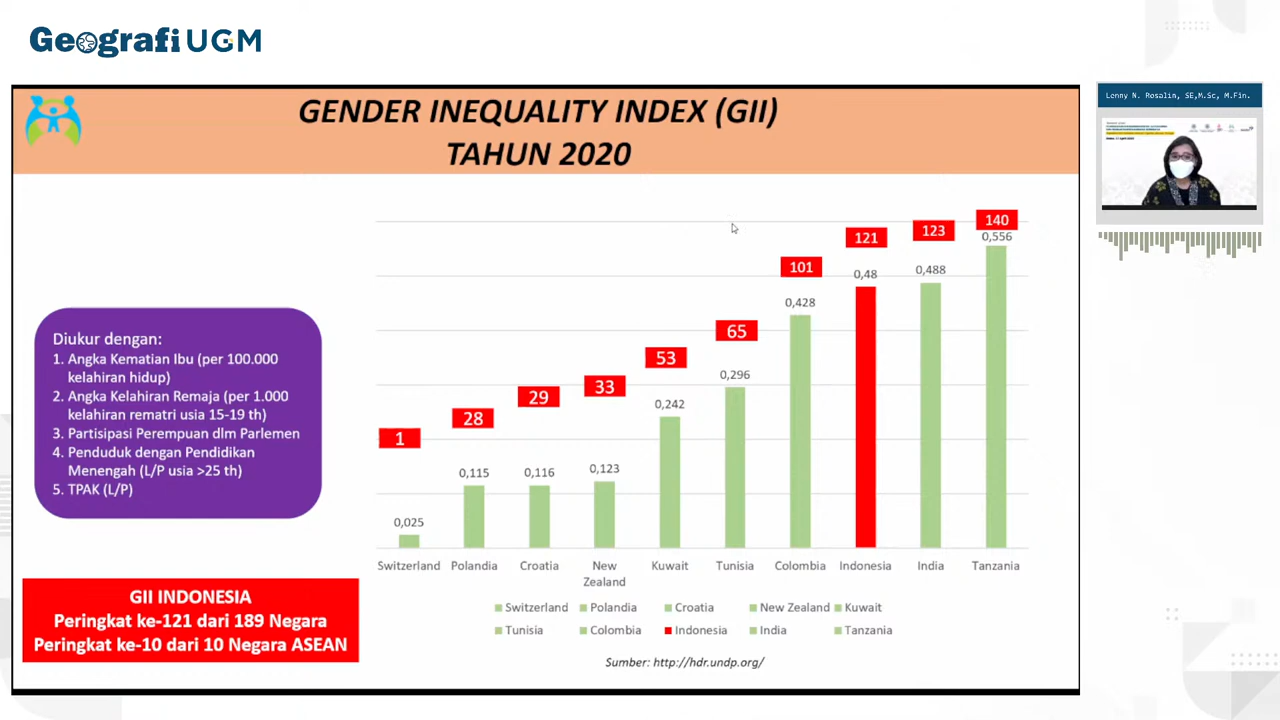 Geografi UGM
GENDER INEQUALITY INDEX (GII)
TAHUN 2020
Lenny N. Rosalin, SE,M.Sc, M.Fin.
Diukur dengan:
1. Angka Kematian Ibu (per 100.000
kelahiran hidup)
2. Angka Kelahiran Remaja (per 1.000
kelahiran rematri usia 15-19 th)
3. Partisipasi Perempuan dlm Parlemen
4. Penduduk dengan Pendidikan
Menengah (L/P usia >25 th)
5. TPAK (L/P)
GII INDONESIA
Peringkat ke-121 dari 189 Negara
Peringkat ke-10 dari 10 Negara ASEAN
1 28 29 33 53 65 101 121 123 140
0,025 0,115 0,116 0,123 0,242 0,296 0,428 0,48 0,488 0,556
Switzerland Polandia Croatia New Zealand Kuwait Tunisia Colombia Indonesia India Tanzania
Switzerland Polandia Croatia New Zealand Kuwait
Tunisia Colombia Indonesia India Tanzania
Sumber: http://hdr.undp.org/